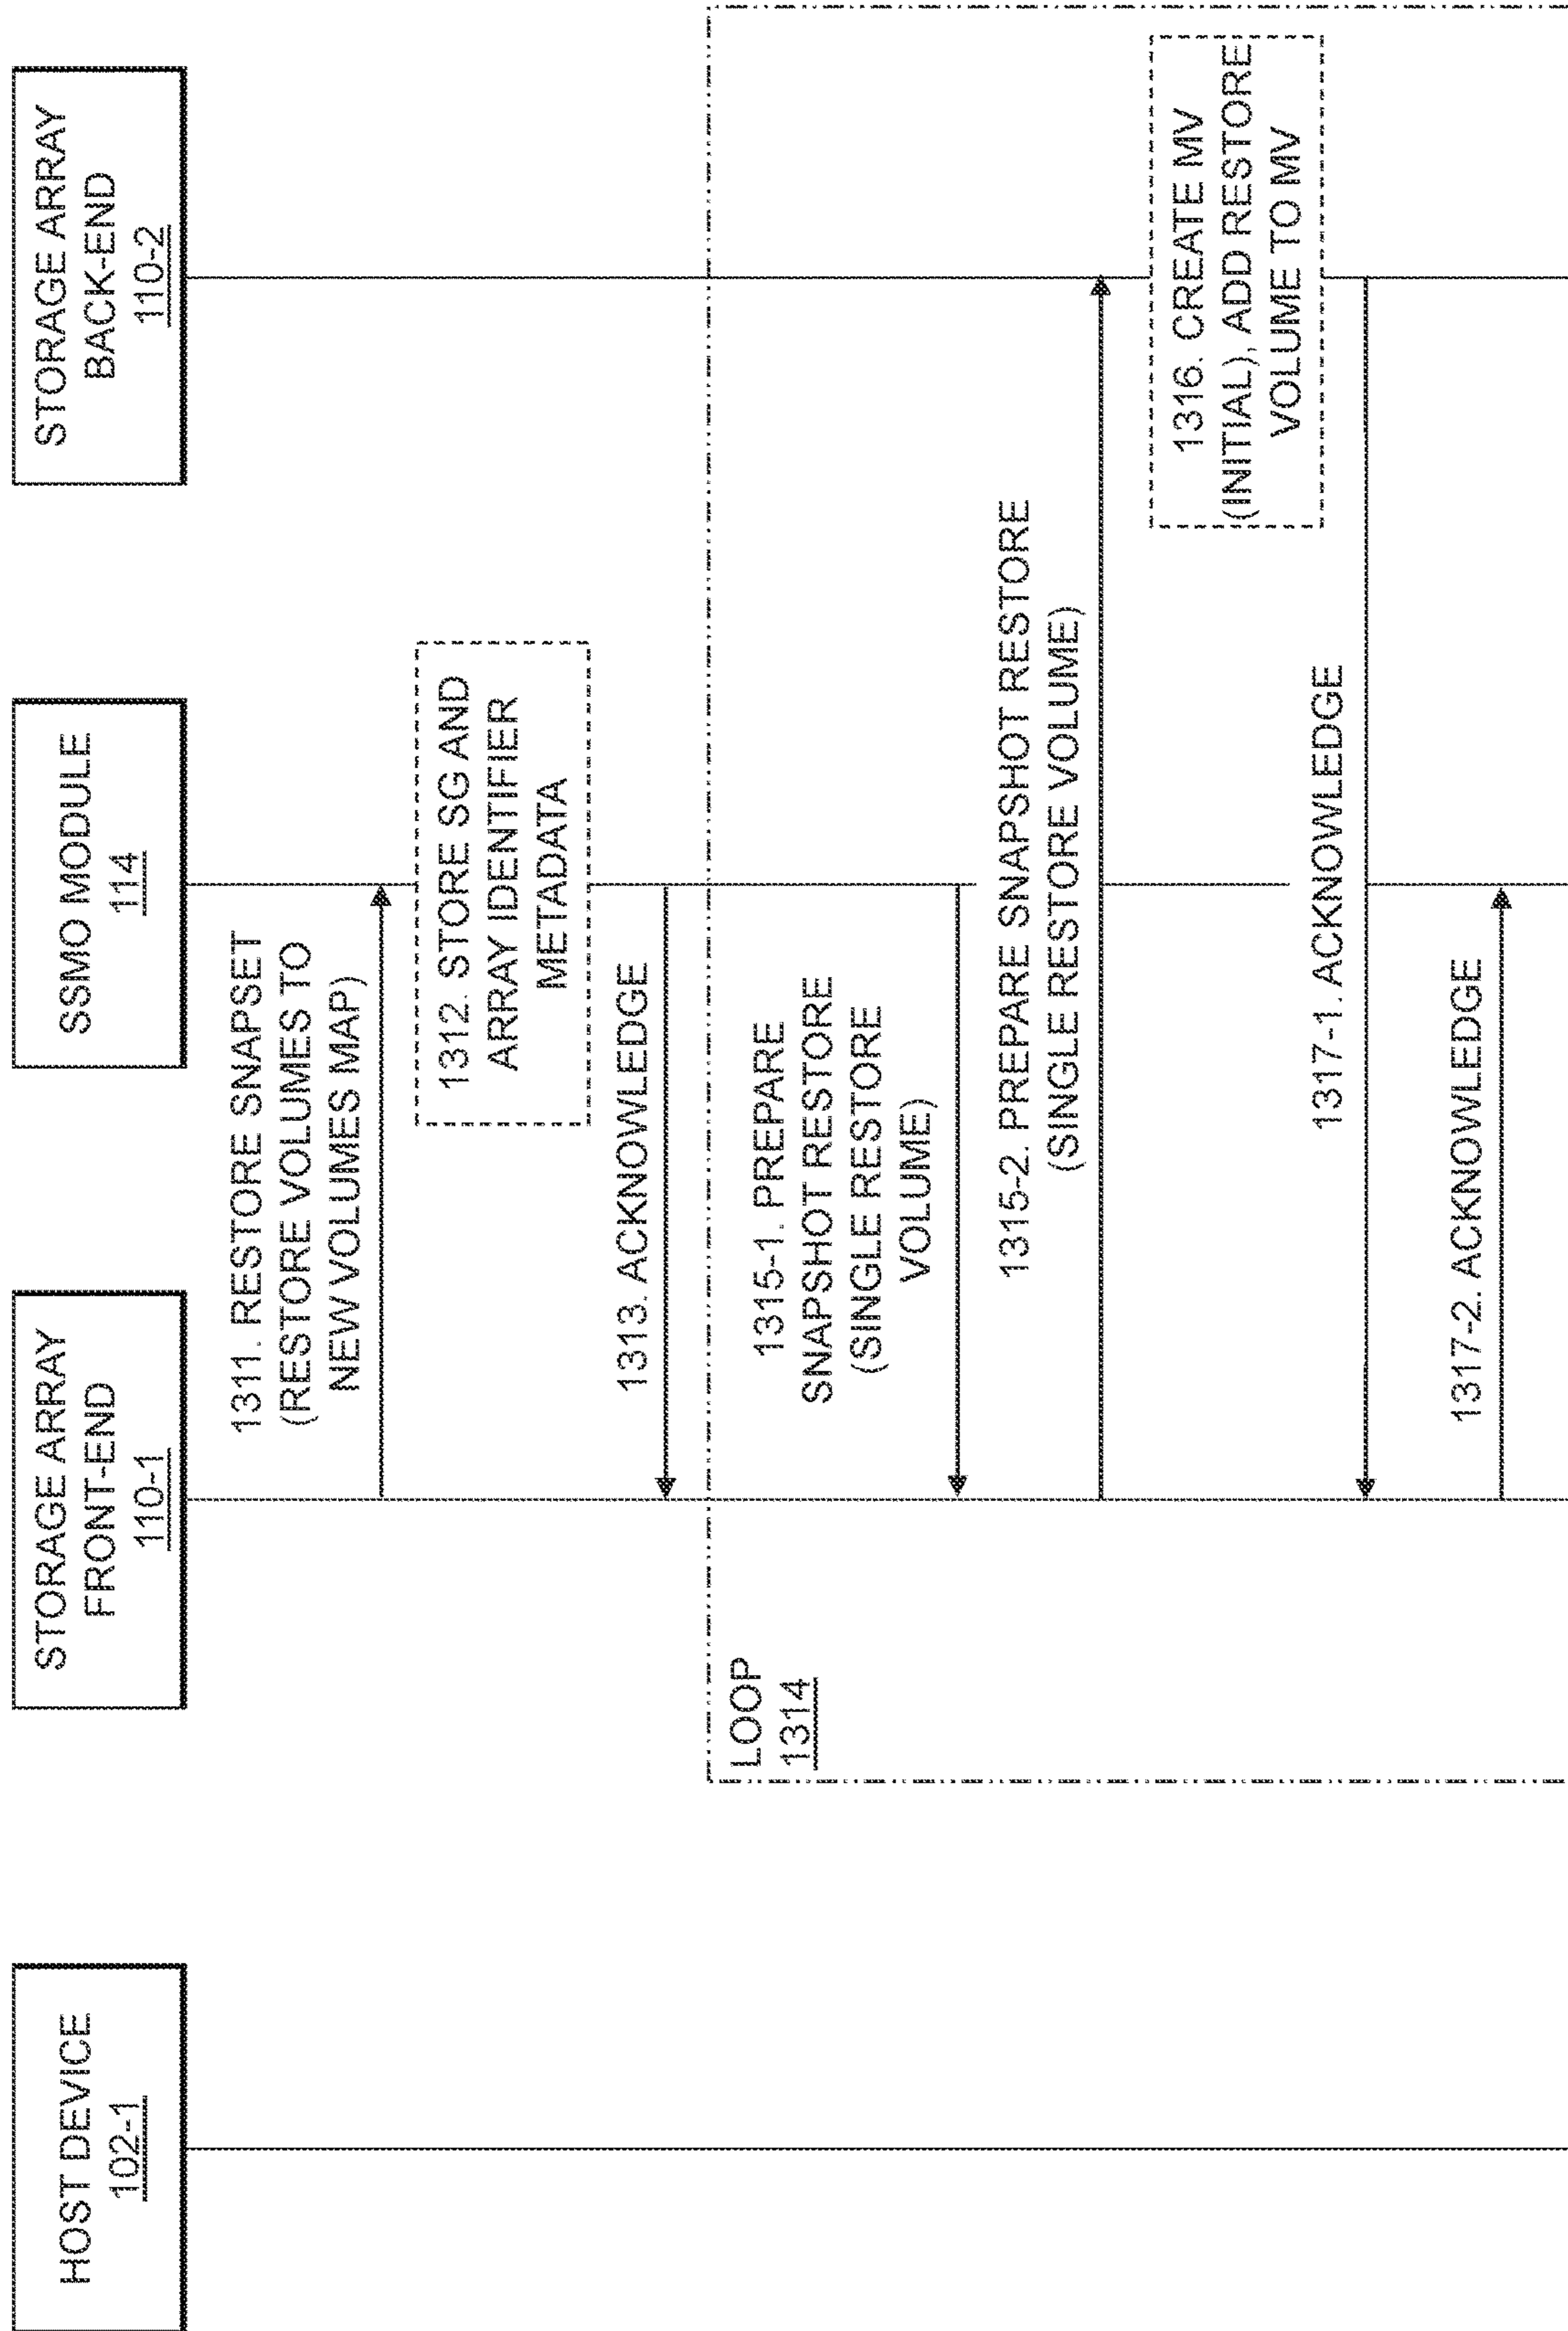 HOST DEVICE
102-1
STORAGE ARRAY
FRONT-END
110-1
SSMO MODULE
114
STORAGE ARRAY
BACK-END
110-2
1311. RESTORE SNAPSET
(RESTORE VOLUMES TO
NEW VOLUMES MAP)
1312. STORE SG AND
ARRAY IDENTIFIER
METADATA
1313. ACKNOWLEDGE
LOOP
1314
1315-1. PREPARE
SNAPSHOT RESTORE
(SINGLE RESTORE
VOLUME)
1315-2. PREPARE SNAPSHOT RESTORE
(SINGLE RESTORE VOLUME)
1316. CREATE MV
(INITIAL), ADD RESTORE
VOLUME TO MV
1317-1. ACKNOWLEDGE
1317-2. ACKNOWLEDGE